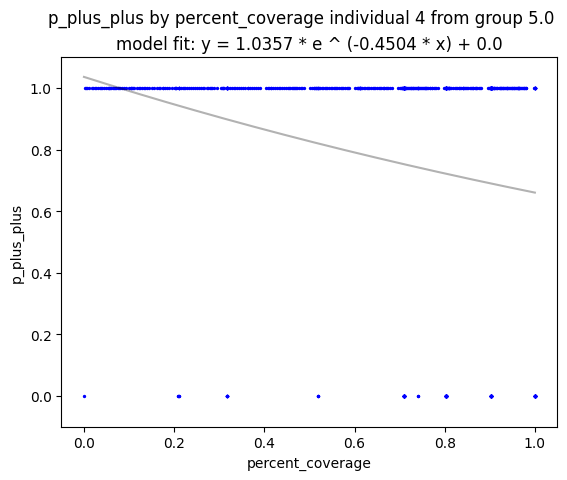 p_plus_plus by percent_coverage individual 4 from group 5.0
model fit: y = 1.0357 * e ^ (-0.4504 * x) + 0.0
1.0
0.8
0.6
0.4
0.2
0.0
p_plus_plus
0.0 0.2 0.4 0.6 0.8 1.0
percent_coverage